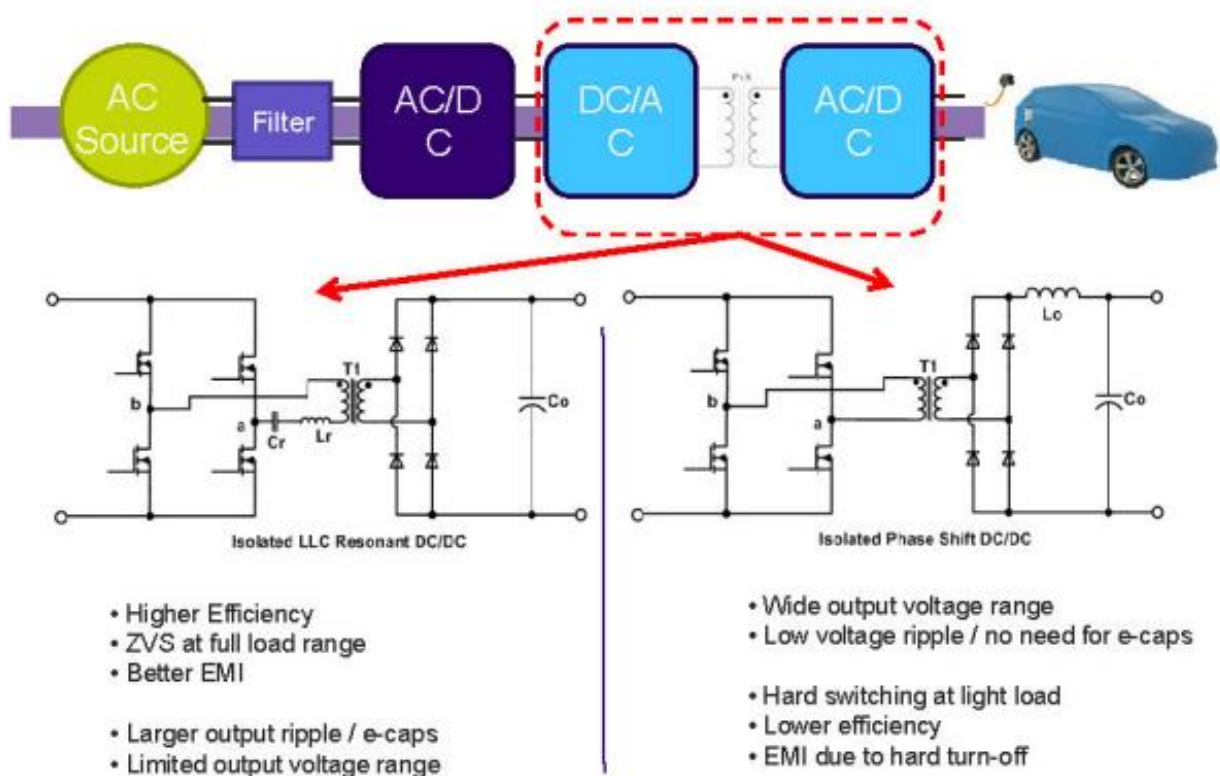 AC
Source
Filter
AC/D
C
DC/A
C
AC/D
C
b
a
Cr
Lr
T1
Co
Isolated LLC Resonant DC/DC
b
a
T1
Lo
Co
Isolated Phase Shift DC/DC
• Higher Efficiency
• ZVS at full load range
• Better EMI
• Larger output ripple / e-caps
• Limited output voltage range
• Wide output voltage range
• Low voltage ripple / no need for e-caps
• Hard switching at light load
• Lower efficiency
• EMI due to hard turn-off